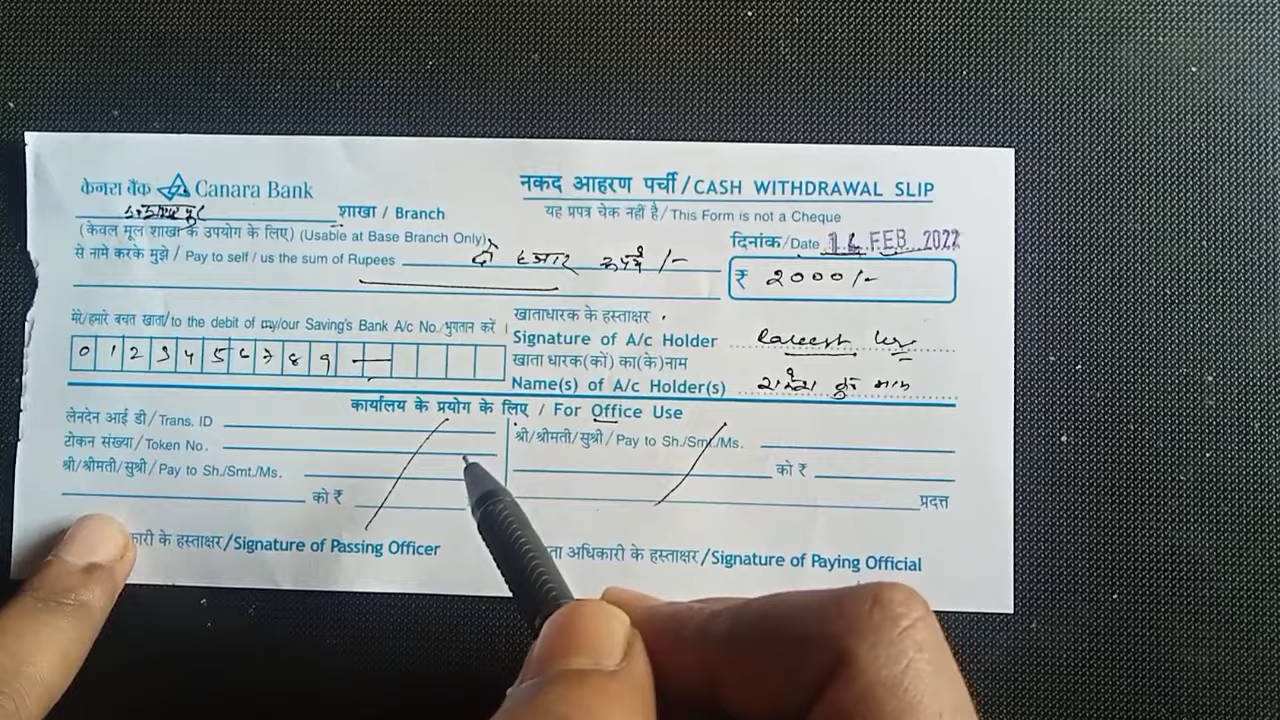 केनरा बैंक Canara Bank
नकद आहरण पर्ची/CASH WITHDRAWAL SLIP
शाखा / Branch
यह प्रपत्र चेक नहीं है/This Form is not a Cheque
(केवल मूल शाखा के उपयोग के लिए) (Usable at Base Branch Only)
दिनांक/Date FEB 2022
से नामे करके मुझे / Pay to self / us the sum of Rupees दो हजार रुपये /-
₹ 2000/-
मेरे/हमारे बचत खाता/to the debit of my/our Saving's Bank A/c No./भुगतान करें ।
0 1 2 3 4 5 6 7 8 9 —
खाताधारक के हस्ताक्षर
Signature of A/c Holder
खाता धारक(कों) का(के)नाम
Name(s) of A/c Holder(s)
कार्यालय के प्रयोग के लिए / For Office Use
लेनदेन आई डी/Trans. ID
टोकन संख्या/Token No.
श्री/श्रीमती/सुश्री/Pay to Sh./Smt./Ms.
को ₹
श्री/श्रीमती/सुश्री/Pay to Sh./Smt./Ms.
को ₹
प्रदत्त
कारी के हस्ताक्षर/Signature of Passing Officer
ता अधिकारी के हस्ताक्षर/Signature of Paying Official